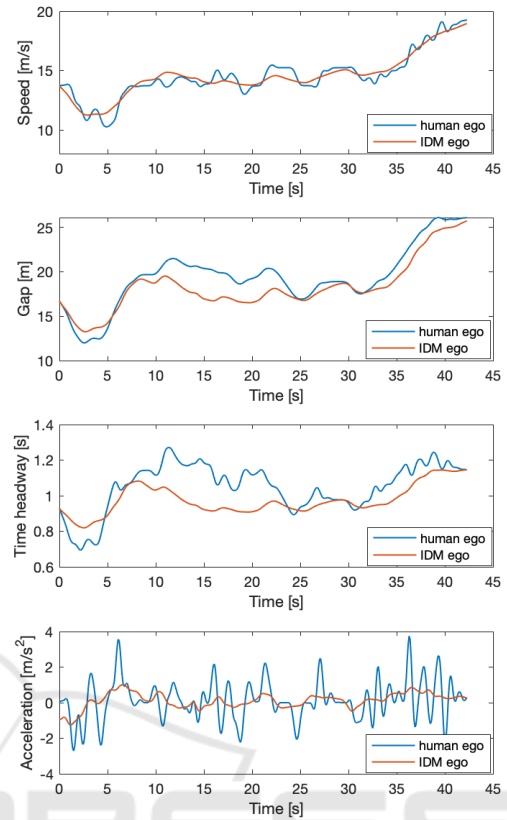 20
15
10
Speed [m/s]
human ego
IDM ego
0 5 10 15 20 25 30 35 40 45
Time [s]
25
20
15
10
Gap [m]
human ego
IDM ego
0 5 10 15 20 25 30 35 40 45
Time [s]
1.4
1.2
1
0.8
0.6
Time headway [s]
human ego
IDM ego
0 5 10 15 20 25 30 35 40 45
Time [s]
4
2
0
-2
-4
Acceleration [m/s²]
human ego
IDM ego
0 5 10 15 20 25 30 35 40 45
Time [s]